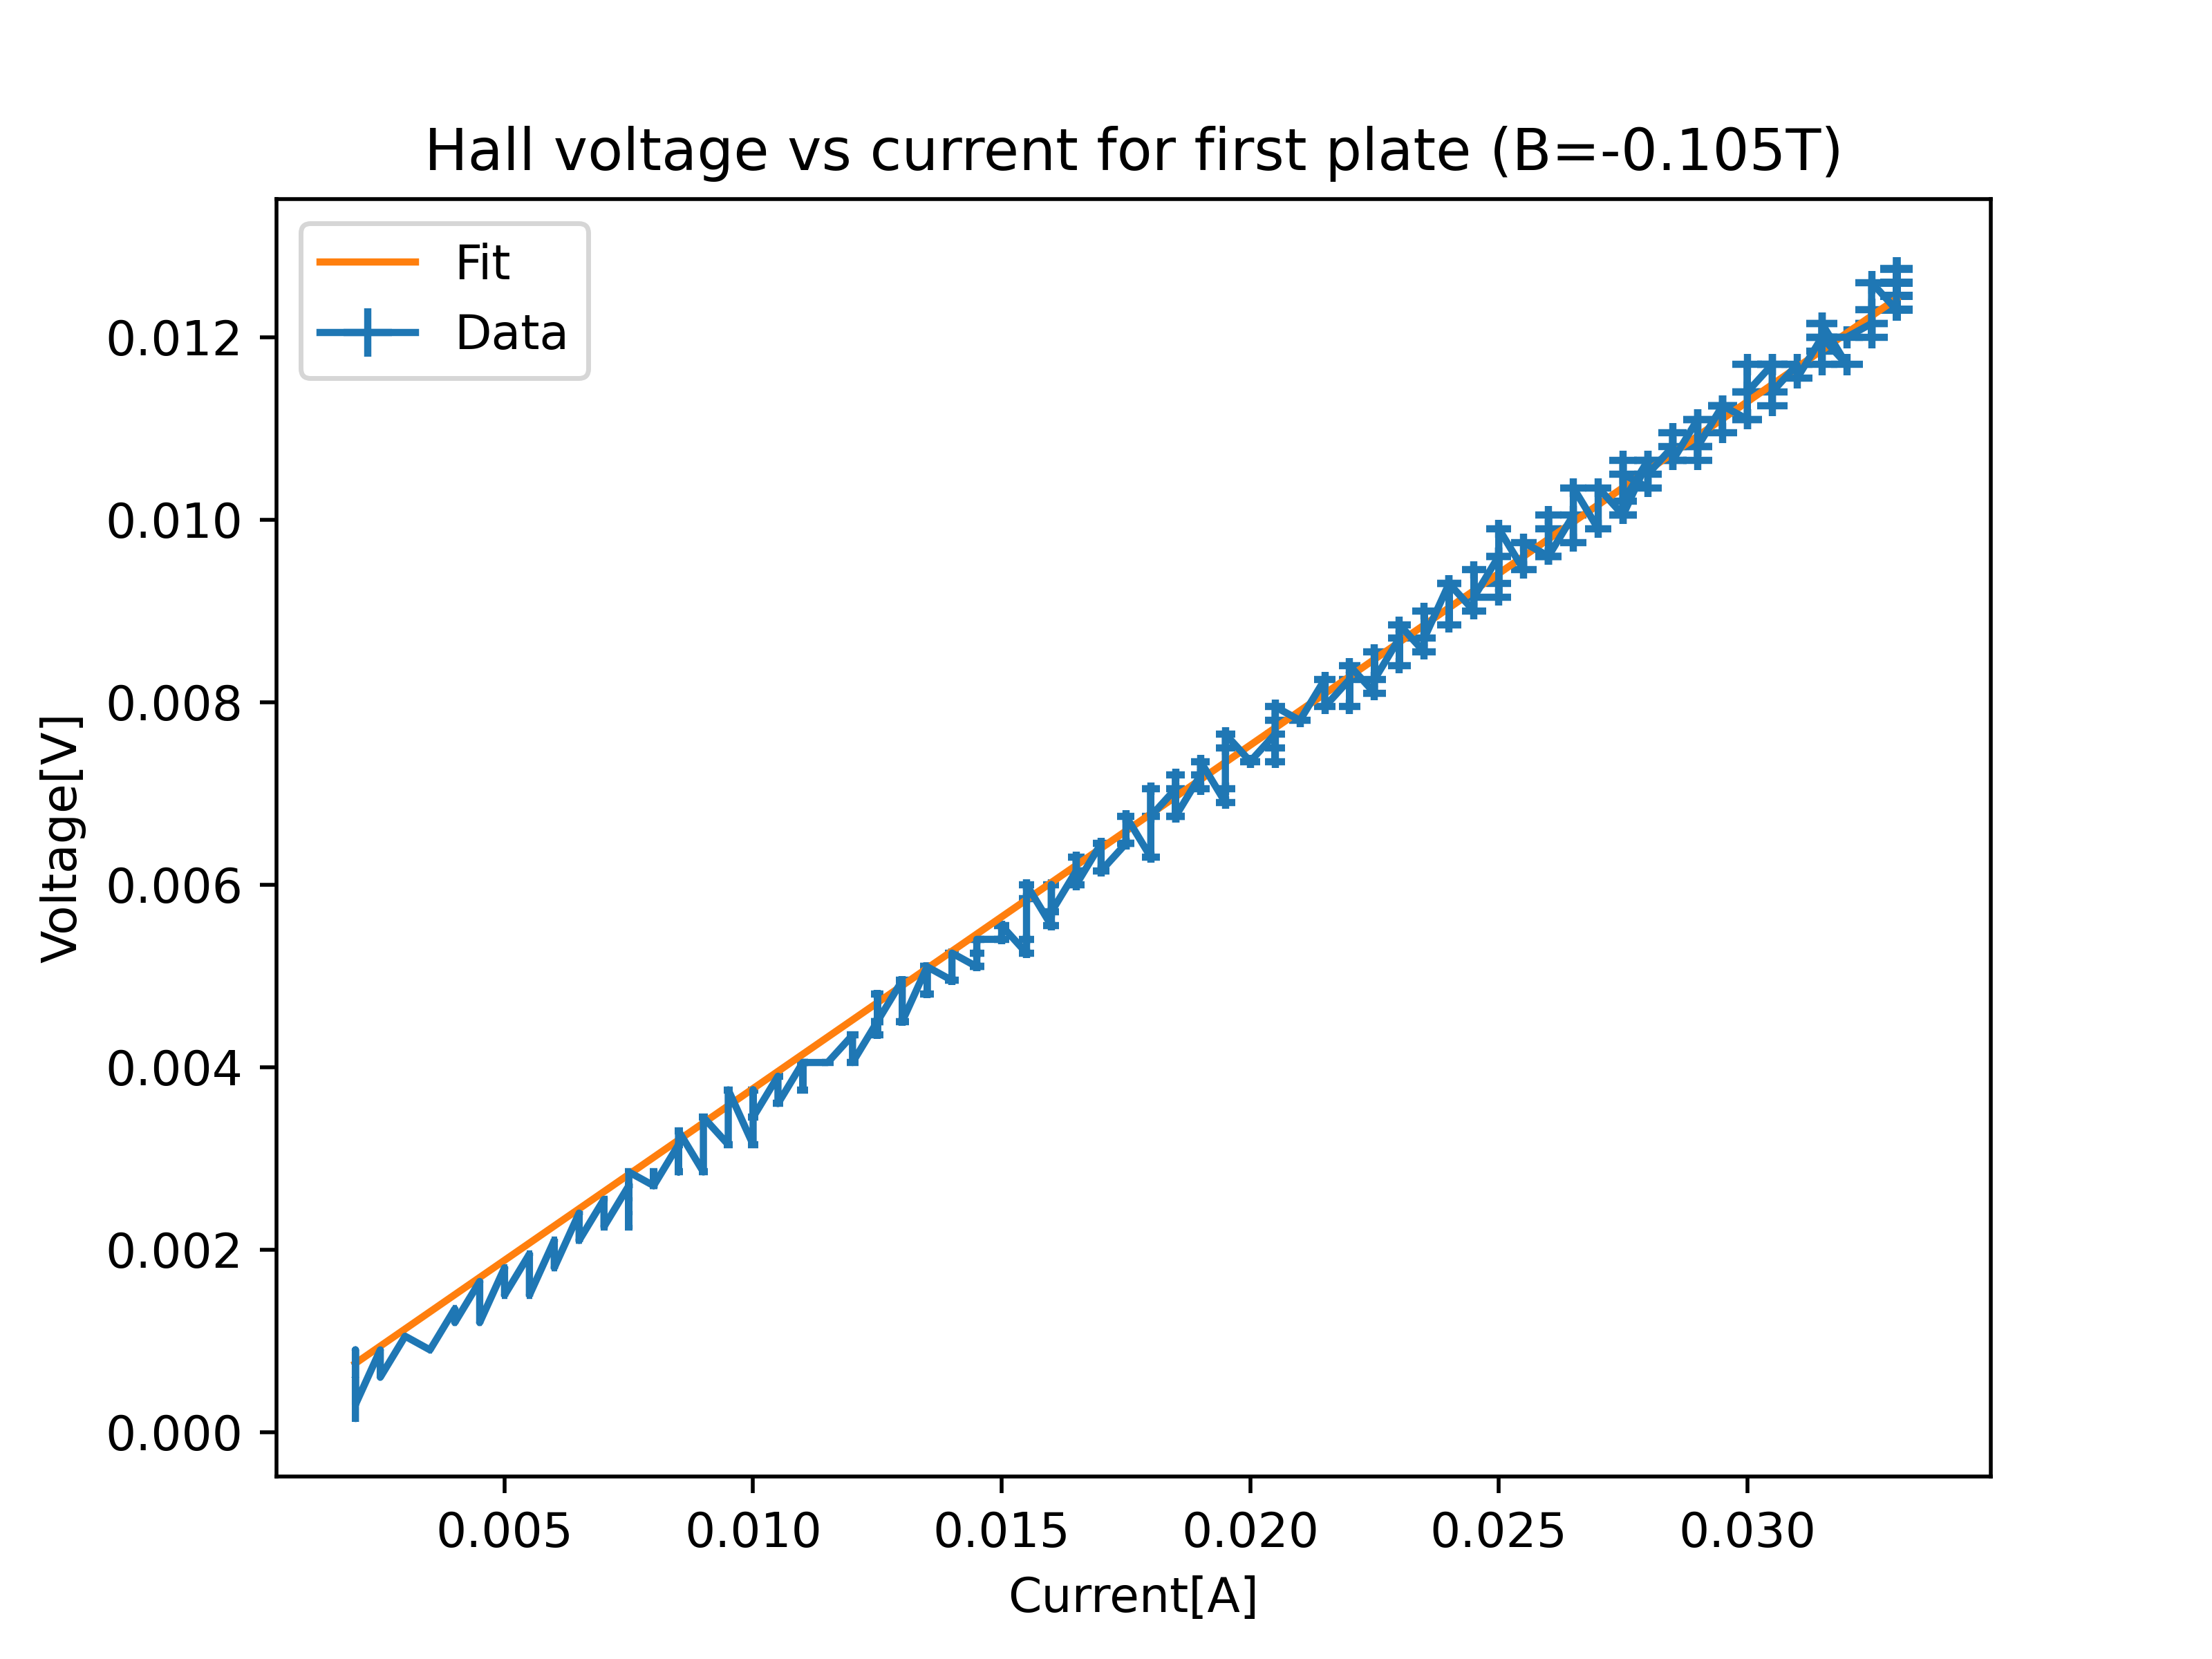 Hall voltage vs current for first plate (B=-0.105T)
Fit
Data
0.012
0.010
0.008
0.006
0.004
0.002
0.000
Voltage[V]
0.005 0.010 0.015 0.020 0.025 0.030
Current[A]